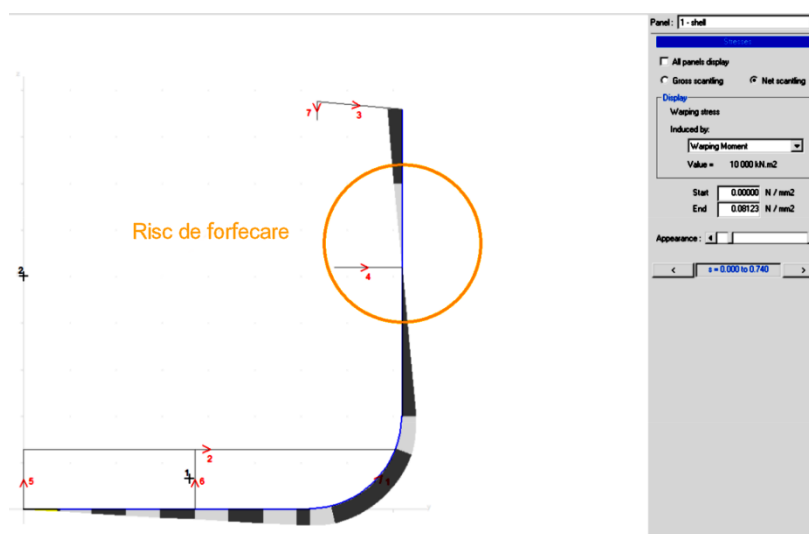 Panel : 1 - shell
Stresses
All panels display
Gross scantling Net scantling
Display
Warping stress
Induced by:
Warping Moment
Value = 10 000 kN.m2
Start 0.00000 N / mm2
End 0.08123 N / mm2
Appearance :
< s = 0.000 to 0.740 >
7
3
Risc de forfecare
4
2
2
1
5
6
1